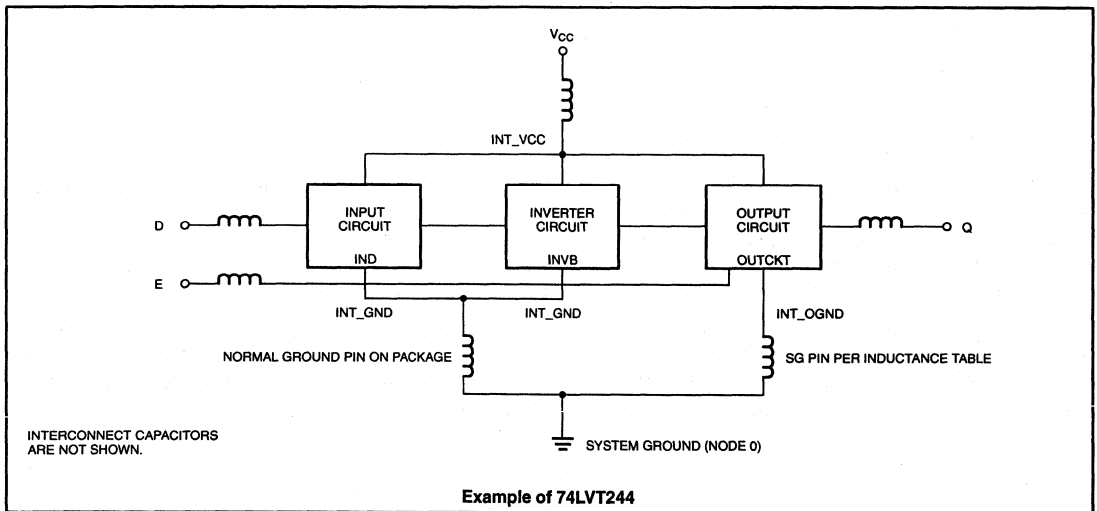 VCC
INT_VCC
D
INPUT
CIRCUIT
IND
INVERTER
CIRCUIT
INVB
OUTPUT
CIRCUIT
OUTCKT
Q
E
INT_GND
INT_GND
INT_OGND
NORMAL GROUND PIN ON PACKAGE
SG PIN PER INDUCTANCE TABLE
INTERCONNECT CAPACITORS
ARE NOT SHOWN.
SYSTEM GROUND (NODE 0)
Example of 74LVT244